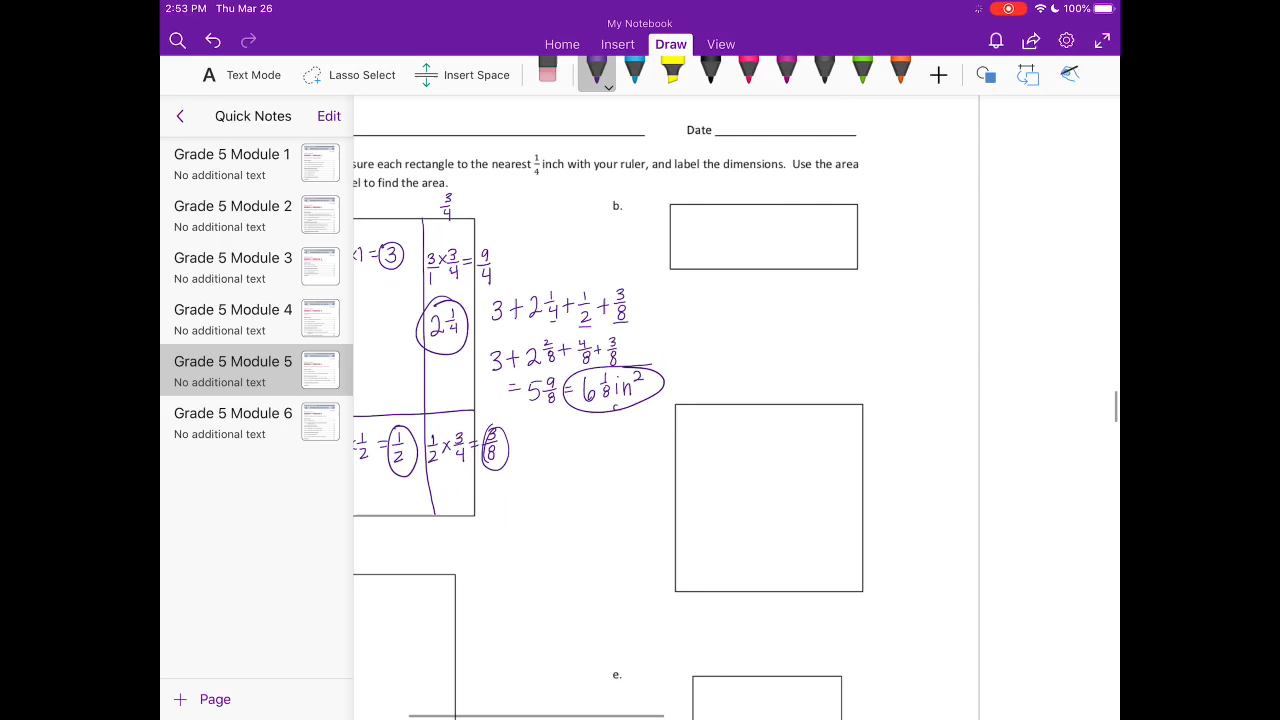 2:53 PM Thu Mar 26
100%
My Notebook
Home Insert Draw View
Text Mode Lasso Select Insert Space
Quick Notes Edit
Grade 5 Module 1
No additional text
Grade 5 Module 2
No additional text
Grade 5 Module 3
No additional text
Grade 5 Module 4
No additional text
Grade 5 Module 5
No additional text
Grade 5 Module 6
No additional text
Page
Date
sure each rectangle to the nearest 1/4 inch with your ruler, and label the dimensions. Use the area
el to find the area.
3/4
b.
x1 = 3
3/1 x 3/4 = 9/4
2 1/4
3 + 2 1/4 + 1/2 + 3/8
3 + 2 2/8 + 4/8 + 3/8
= 5 9/8 = 6 1/8 in²
x 1/2 = 1/2
1/2 x 3/4 = 3/8
e.